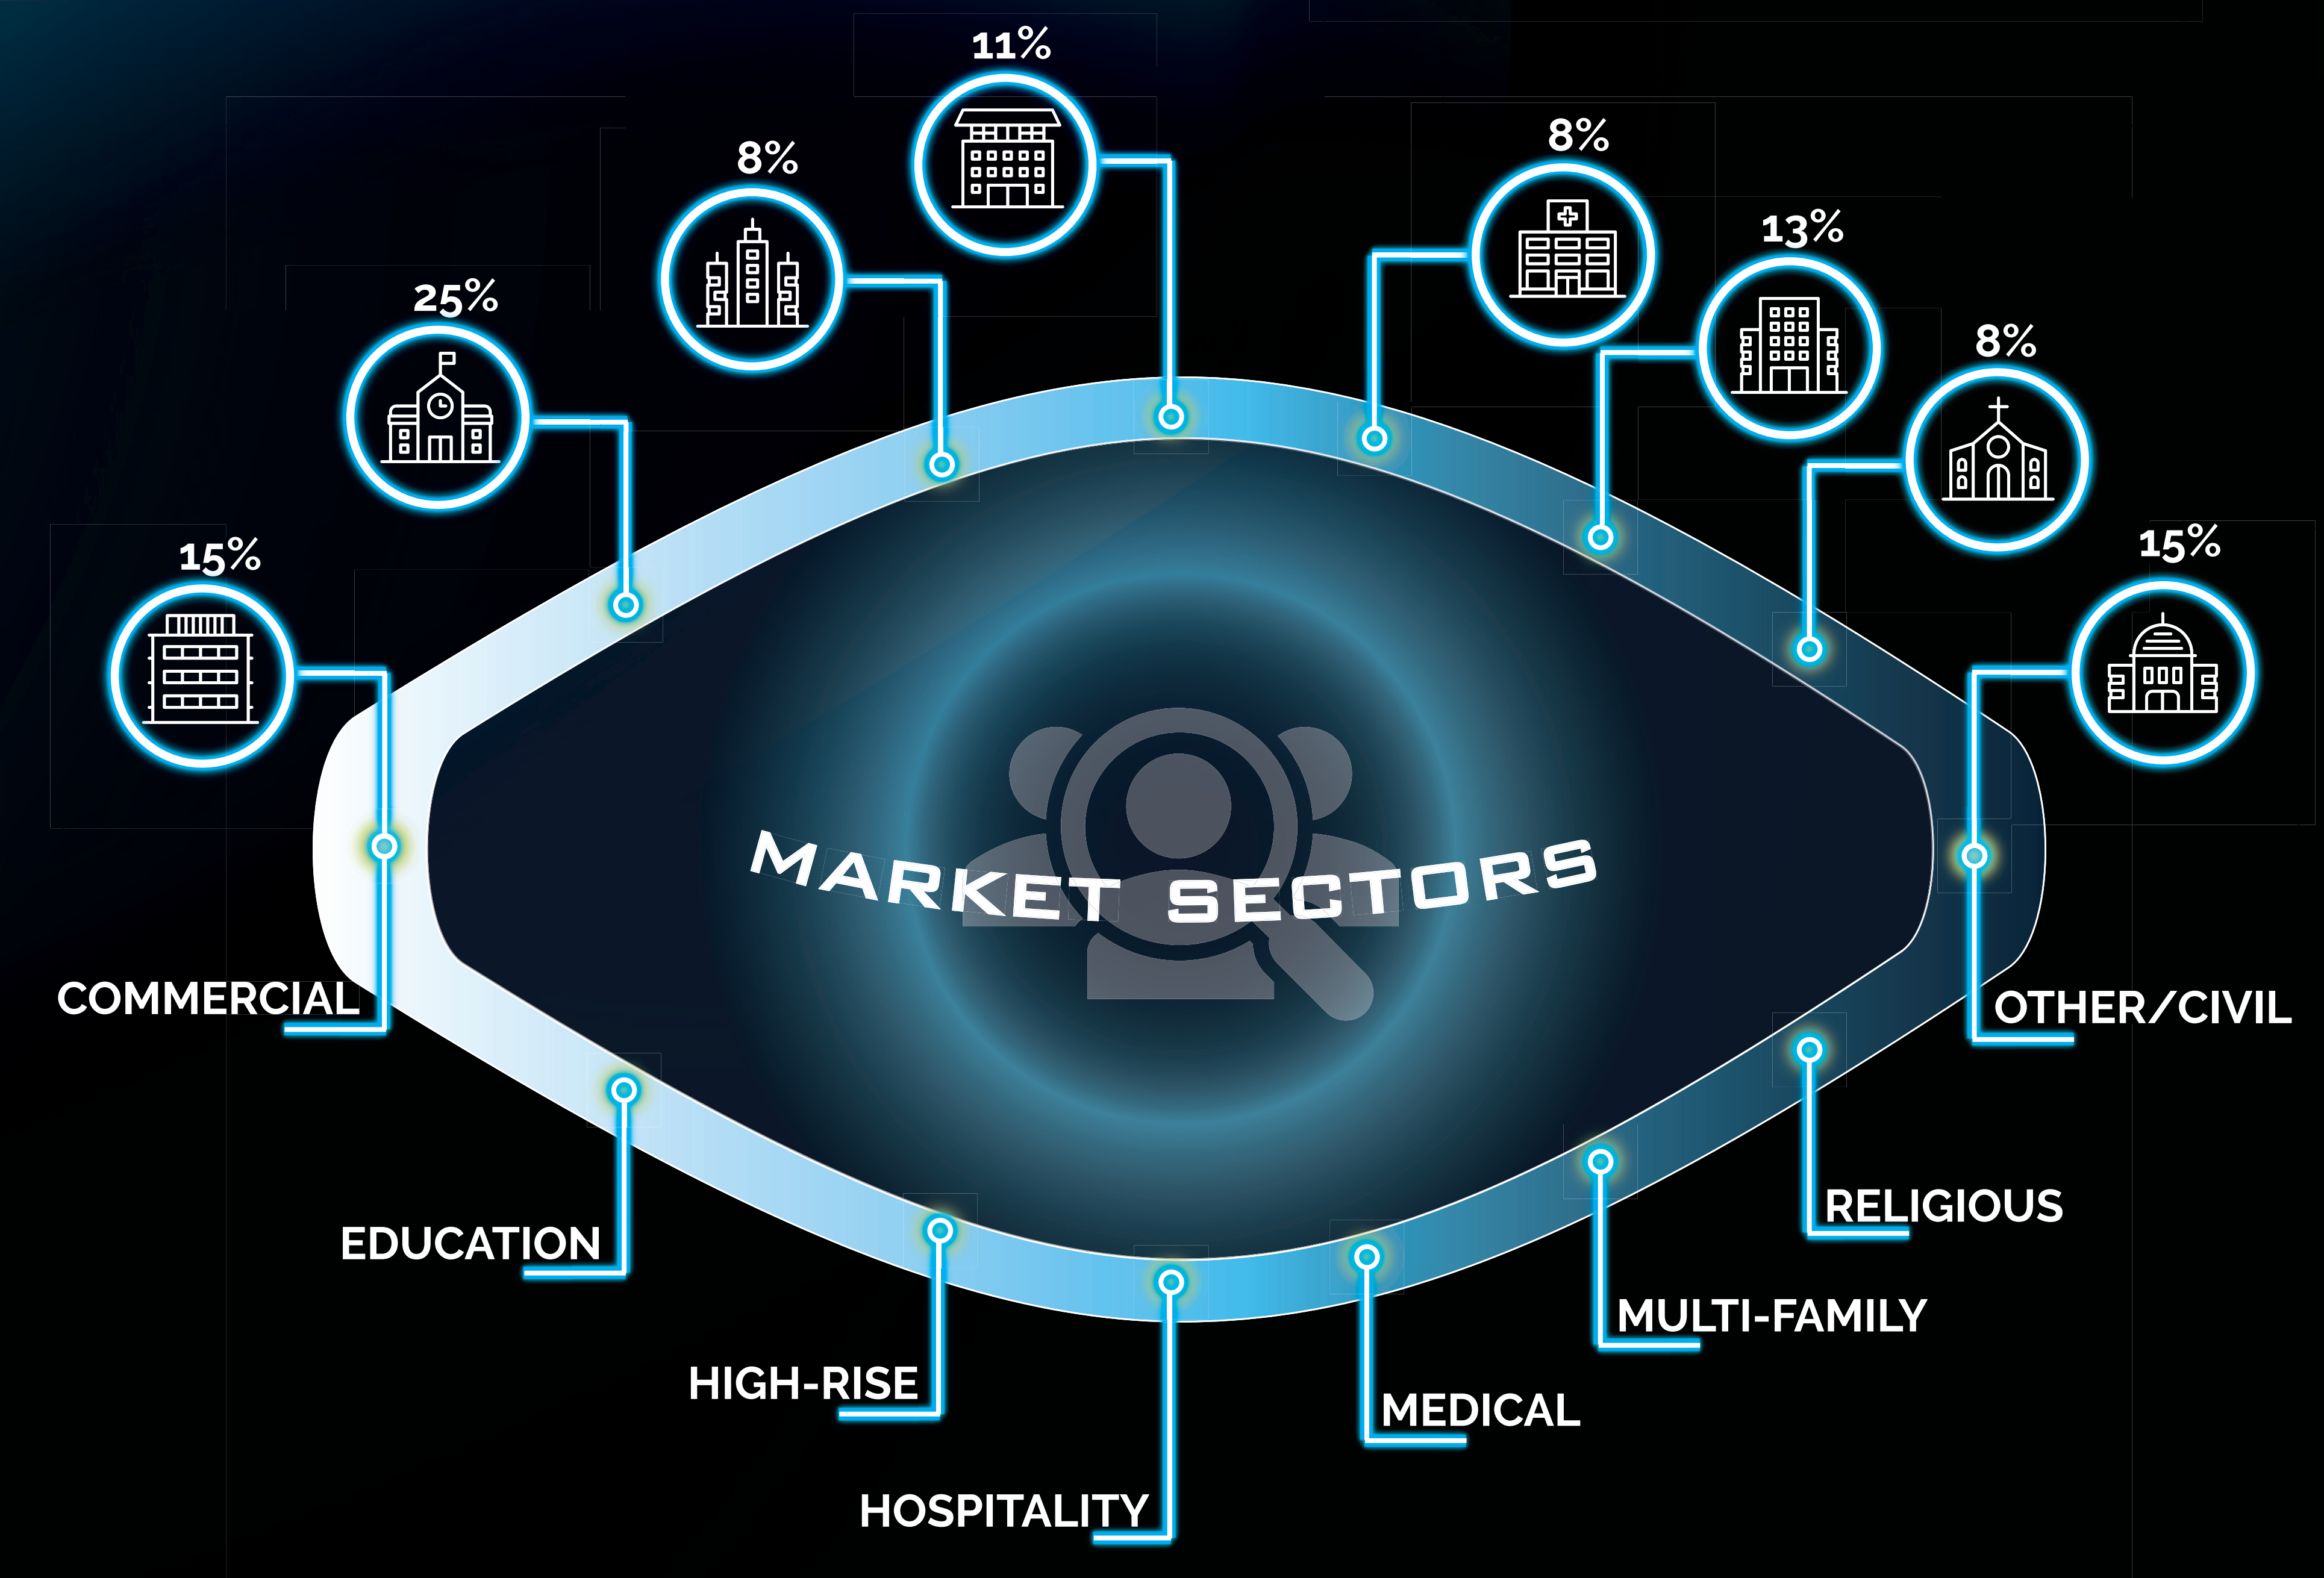 11%
8%
8%
13%
25%
8%
15%
15%
MARKET SECTORS
COMMERCIAL
OTHER/CIVIL
RELIGIOUS
EDUCATION
MULTI-FAMILY
HIGH-RISE
MEDICAL
HOSPITALITY